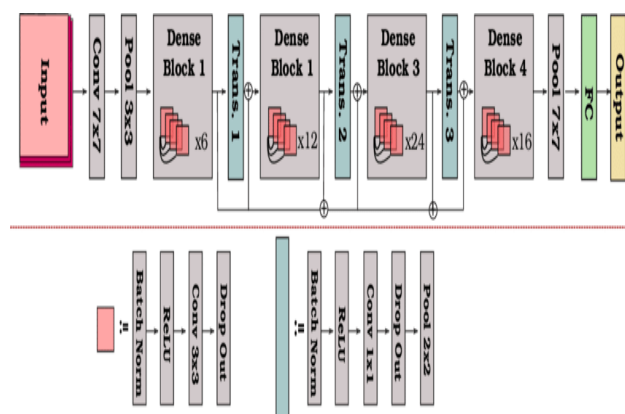 Input
Conv 7x7
Pool 3x3
Dense
Block 1
x6
Trans. 1
Dense
Block 1
x12
Trans. 2
Dense
Block 3
x24
Trans. 3
Dense
Block 4
x16
Pool 7x7
FC
Output
Batch Norm
ReLU
Conv 3x3
Drop Out
Batch Norm
ReLU
Conv 1x1
Drop Out
Pool 2x2